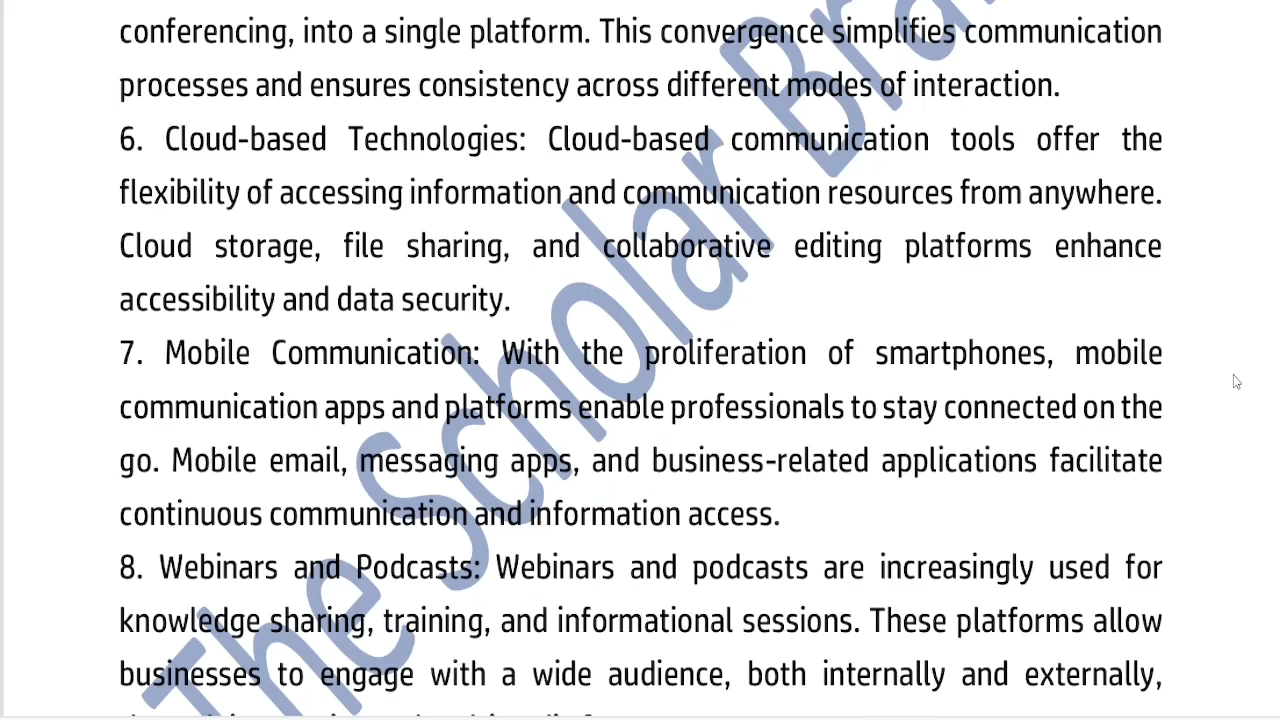 conferencing, into a single platform. This convergence simplifies communication
processes and ensures consistency across different modes of interaction.
6. Cloud-based Technologies: Cloud-based communication tools offer the
flexibility of accessing information and communication resources from anywhere.
Cloud storage, file sharing, and collaborative editing platforms enhance
accessibility and data security.
7. Mobile Communication: With the proliferation of smartphones, mobile
communication apps and platforms enable professionals to stay connected on the
go. Mobile email, messaging apps, and business-related applications facilitate
continuous communication and information access.
8. Webinars and Podcasts: Webinars and podcasts are increasingly used for
knowledge sharing, training, and informational sessions. These platforms allow
businesses to engage with a wide audience, both internally and externally,
The Scholar